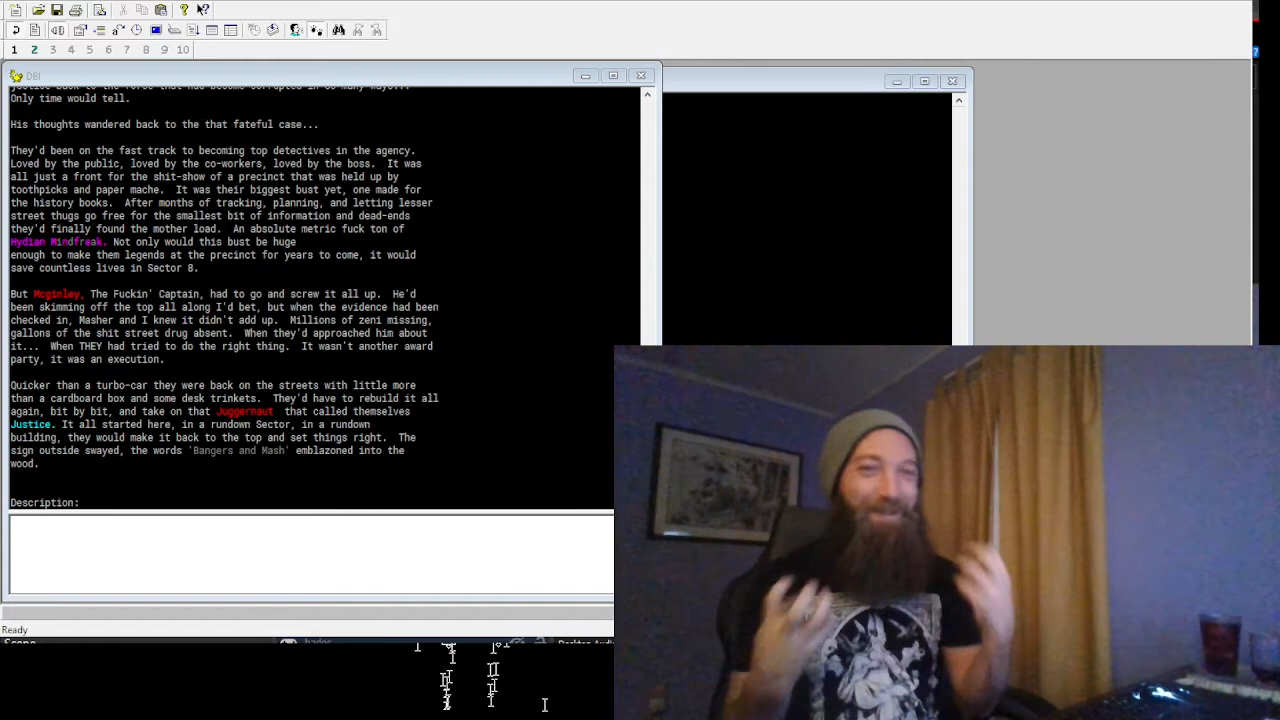 1 2 3 4 5 6 7 8 9 10
DBI
justice back to the force that had become corrupted in so many ways...
Only time would tell.
His thoughts wandered back to the that fateful case...
They'd been on the fast track to becoming top detectives in the agency.
Loved by the public, loved by the co-workers, loved by the boss.  It was
all just a front for the shit-show of a precinct that was held up by
toothpicks and paper mache.  It was their biggest bust yet, one made for
the history books.  After months of tracking, planning, and letting lesser
street thugs go free for the smallest bit of information and dead-ends
they'd finally found the mother load.  An absolute metric fuck ton of
Hydian Mindfreak. Not only would this bust be huge
enough to make them legends at the precinct for years to come, it would
save countless lives in Sector 8.
But Mcginley, The Fuckin' Captain, had to go and screw it all up.  He'd
been skimming off the top all along I'd bet, but when the evidence had been
checked in, Masher and I knew it didn't add up.  Millions of zeni missing,
gallons of the shit street drug absent.  When they'd approached him about
it...  When THEY had tried to do the right thing.  It wasn't another award
party, it was an execution.
Quicker than a turbo-car they were back on the streets with little more
than a cardboard box and some desk trinkets.  They'd have to rebuild it all
again, bit by bit, and take on that Juggernaut  that called themselves
Justice. It all started here, in a rundown Sector, in a rundown
building, they would make it back to the top and set things right.  The
sign outside swayed, the words 'Bangers and Mash' emblazoned into the
wood.
Description:
Ready